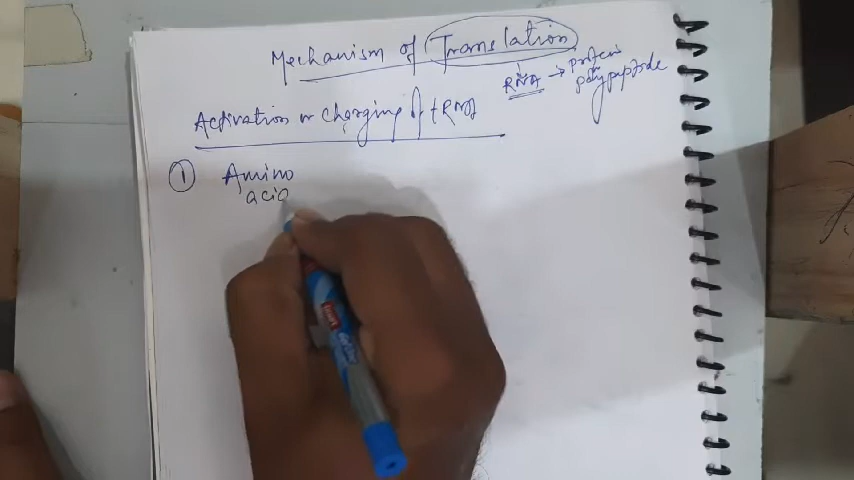 Mechanism of Translation
RNA → Protein
polypeptide
Activation or Charging of tRNA
① Amino
acid